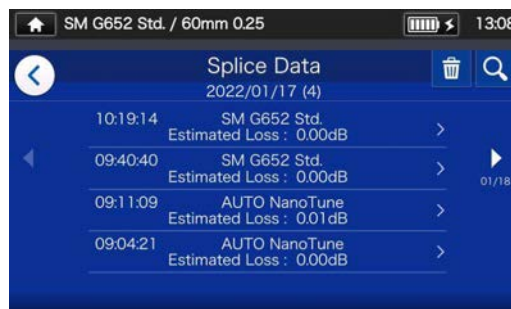 SM G652 Std. / 60mm 0.25
13:08
Splice Data
2022/01/17 (4)
10:19:14 SM G652 Std.
Estimated Loss : 0.00dB
09:40:40 SM G652 Std.
Estimated Loss : 0.00dB
01/18
09:11:09 AUTO NanoTune
Estimated Loss : 0.01dB
09:04:21 AUTO NanoTune
Estimated Loss : 0.00dB